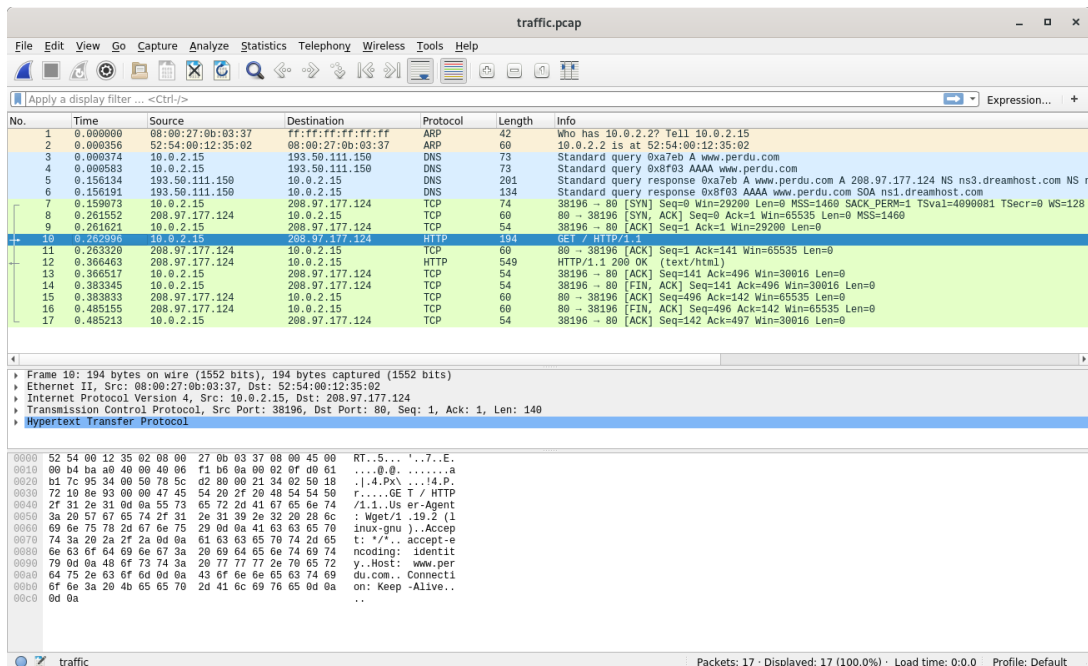 traffic.pcap
File Edit View Go Capture Analyze Statistics Telephony Wireless Tools Help
Apply a display filter ... <Ctrl-/> Expression... +
No. Time Source Destination Protocol Length Info
1 0.000000 08:00:27:0b:03:37 ff:ff:ff:ff:ff:ff ARP 42 Who has 10.0.2.2? Tell 10.0.2.15
2 0.000356 52:54:00:12:35:02 08:00:27:0b:03:37 ARP 60 10.0.2.2 is at 52:54:00:12:35:02
3 0.000374 10.0.2.15 193.50.111.150 DNS 73 Standard query 0xa7eb A www.perdu.com
4 0.000583 10.0.2.15 193.50.111.150 DNS 73 Standard query 0x8f03 AAAA www.perdu.com
5 0.156134 193.50.111.150 10.0.2.15 DNS 201 Standard query response 0xa7eb A www.perdu.com A 208.97.177.124 NS ns3.dreamhost.com NS
6 0.156191 193.50.111.150 10.0.2.15 DNS 134 Standard query response 0x8f03 AAAA www.perdu.com SOA ns1.dreamhost.com
7 0.159073 10.0.2.15 208.97.177.124 TCP 74 38196 → 80 [SYN] Seq=0 Win=29200 Len=0 MSS=1460 SACK_PERM=1 TSval=4090081 TSecr=0 WS=128
8 0.261552 208.97.177.124 10.0.2.15 TCP 60 80 → 38196 [SYN, ACK] Seq=0 Ack=1 Win=65535 Len=0 MSS=1460
9 0.261621 10.0.2.15 208.97.177.124 TCP 54 38196 → 80 [ACK] Seq=1 Ack=1 Win=29200 Len=0
10 0.262996 10.0.2.15 208.97.177.124 HTTP 194 GET / HTTP/1.1
11 0.263320 208.97.177.124 10.0.2.15 TCP 60 80 → 38196 [ACK] Seq=1 Ack=141 Win=65535 Len=0
12 0.366463 208.97.177.124 10.0.2.15 HTTP 549 HTTP/1.1 200 OK (text/html)
13 0.366517 10.0.2.15 208.97.177.124 TCP 54 38196 → 80 [ACK] Seq=141 Ack=496 Win=30016 Len=0
14 0.383345 10.0.2.15 208.97.177.124 TCP 54 38196 → 80 [FIN, ACK] Seq=141 Ack=496 Win=30016 Len=0
15 0.383833 208.97.177.124 10.0.2.15 TCP 60 80 → 38196 [ACK] Seq=496 Ack=142 Win=65535 Len=0
16 0.485155 208.97.177.124 10.0.2.15 TCP 60 80 → 38196 [FIN, ACK] Seq=496 Ack=142 Win=65535 Len=0
17 0.485213 10.0.2.15 208.97.177.124 TCP 54 38196 → 80 [ACK] Seq=142 Ack=497 Win=30016 Len=0
Frame 10: 194 bytes on wire (1552 bits), 194 bytes captured (1552 bits)
Ethernet II, Src: 08:00:27:0b:03:37, Dst: 52:54:00:12:35:02
Internet Protocol Version 4, Src: 10.0.2.15, Dst: 208.97.177.124
Transmission Control Protocol, Src Port: 38196, Dst Port: 80, Seq: 1, Ack: 1, Len: 140
Hypertext Transfer Protocol
0000 52 54 00 12 35 02 08 00 27 0b 03 37 08 00 45 00 RT..5... '..7..E.
0010 00 b4 ba a0 40 00 40 06 f1 b6 0a 00 02 0f d0 61 ....@.@. .......a
0020 b1 7c 95 34 00 50 78 5c d2 80 00 21 34 02 50 18 .|.4.Px\ ...!4.P.
0030 72 10 8e 93 00 00 47 45 54 20 2f 20 48 54 54 50 r.....GE T / HTTP
0040 2f 31 2e 31 0d 0a 55 73 65 72 2d 41 67 65 6e 74 /1.1..Us er-Agent
0050 3a 20 57 67 65 74 2f 31 2e 31 39 2e 32 20 28 6c : Wget/1 .19.2 (l
0060 69 6e 75 78 2d 67 6e 75 29 0d 0a 41 63 63 65 70 inux-gnu )..Accep
0070 74 3a 20 2a 2f 2a 0d 0a 61 63 63 65 70 74 2d 65 t: */*.. accept-e
0080 6e 63 6f 64 69 6e 67 3a 20 69 64 65 6e 74 69 74 ncoding: identit
0090 79 0d 0a 48 6f 73 74 3a 20 77 77 77 2e 70 65 72 y..Host: www.per
00a0 64 75 2e 63 6f 6d 0d 0a 43 6f 6e 6e 65 63 74 69 du.com.. Connecti
00b0 6f 6e 3a 20 4b 65 65 70 2d 41 6c 69 76 65 0d 0a on: Keep -Alive..
00c0 0d 0a ..
traffic Packets: 17 · Displayed: 17 (100.0%) · Load time: 0:0.0 Profile: Default